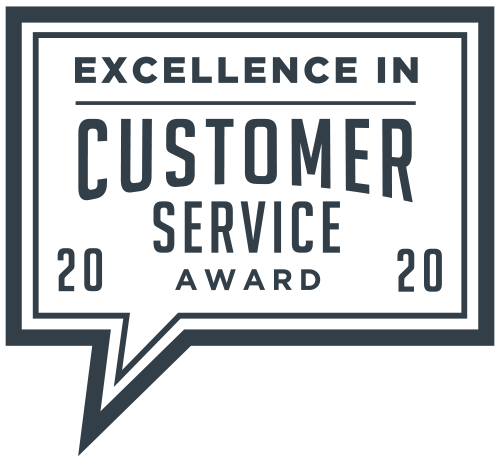 EXCELLENCE IN
CUSTOMER
SERVICE
20 20
AWARD